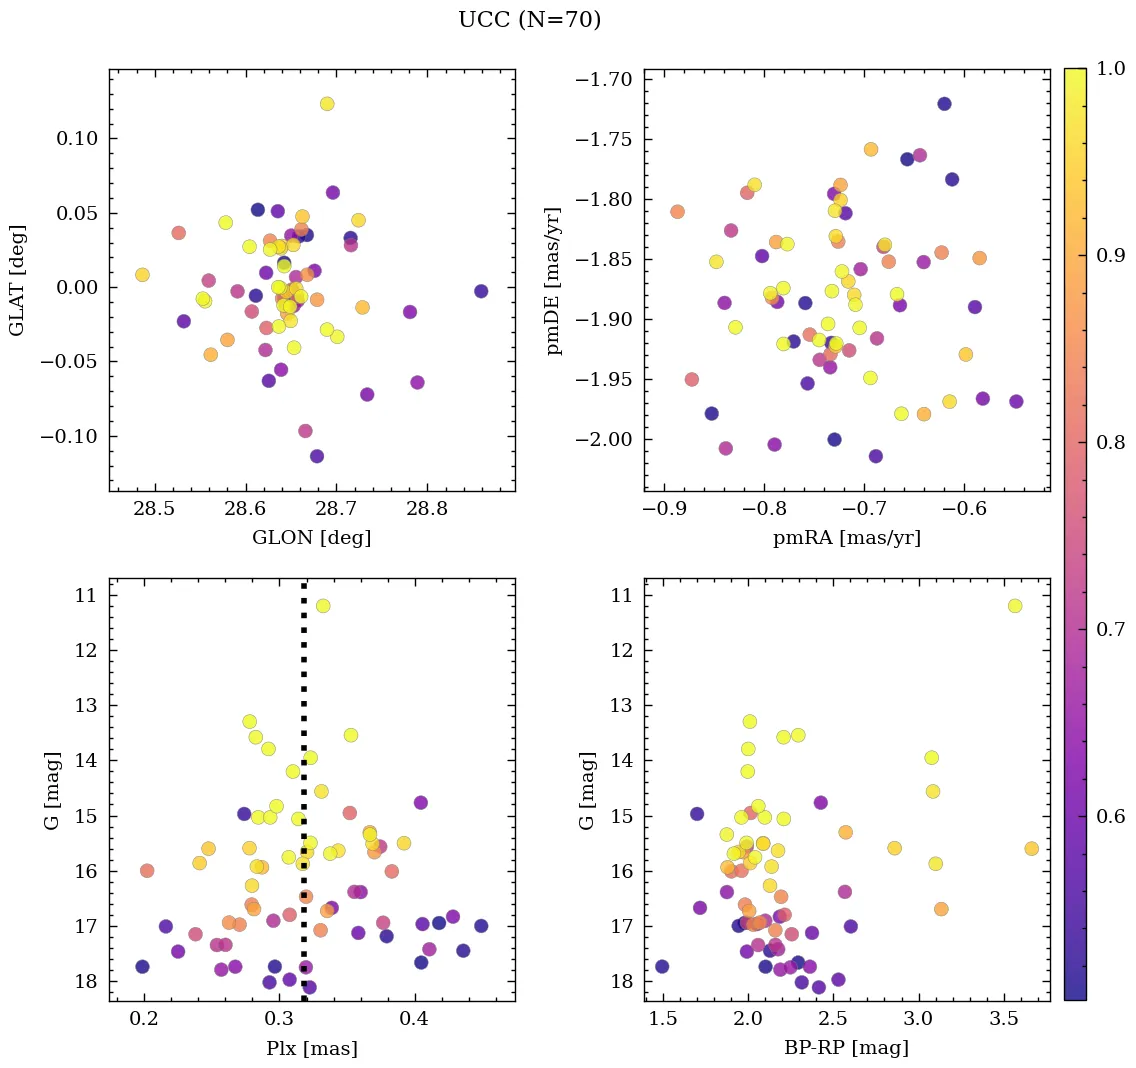 UCC (N=70)
0.10
0.05
0.00
−0.05
−0.10
GLAT [deg]
28.5 28.6 28.7 28.8
GLON [deg]
−1.70
−1.75
−1.80
−1.85
−1.90
−1.95
−2.00
pmDE [mas/yr]
−0.9 −0.8 −0.7 −0.6
pmRA [mas/yr]
11
12
13
14
15
16
17
18
G [mag]
0.2 0.3 0.4
Plx [mas]
11
12
13
14
15
16
17
18
G [mag]
1.5 2.0 2.5 3.0 3.5
BP-RP [mag]
1.0
0.9
0.8
0.7
0.6